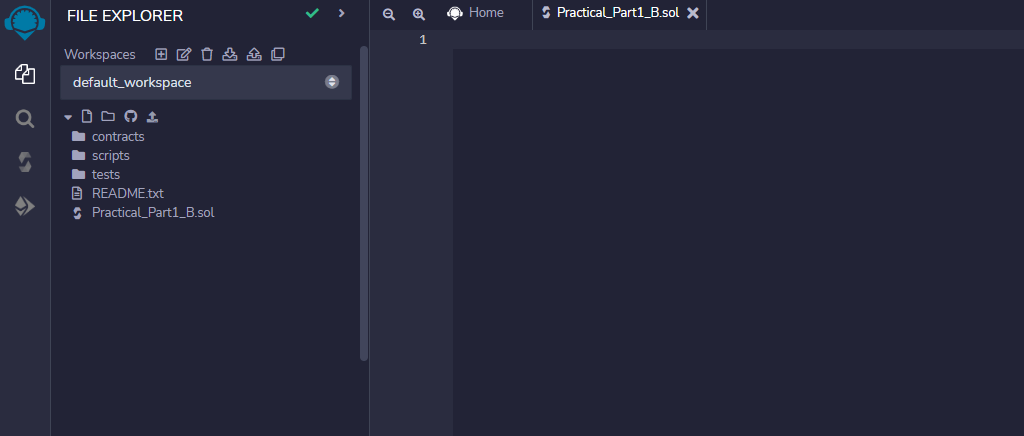 FILE EXPLORER
Workspaces
default_workspace
contracts
scripts
tests
README.txt
Practical_Part1_B.sol
Home
Practical_Part1_B.sol
1